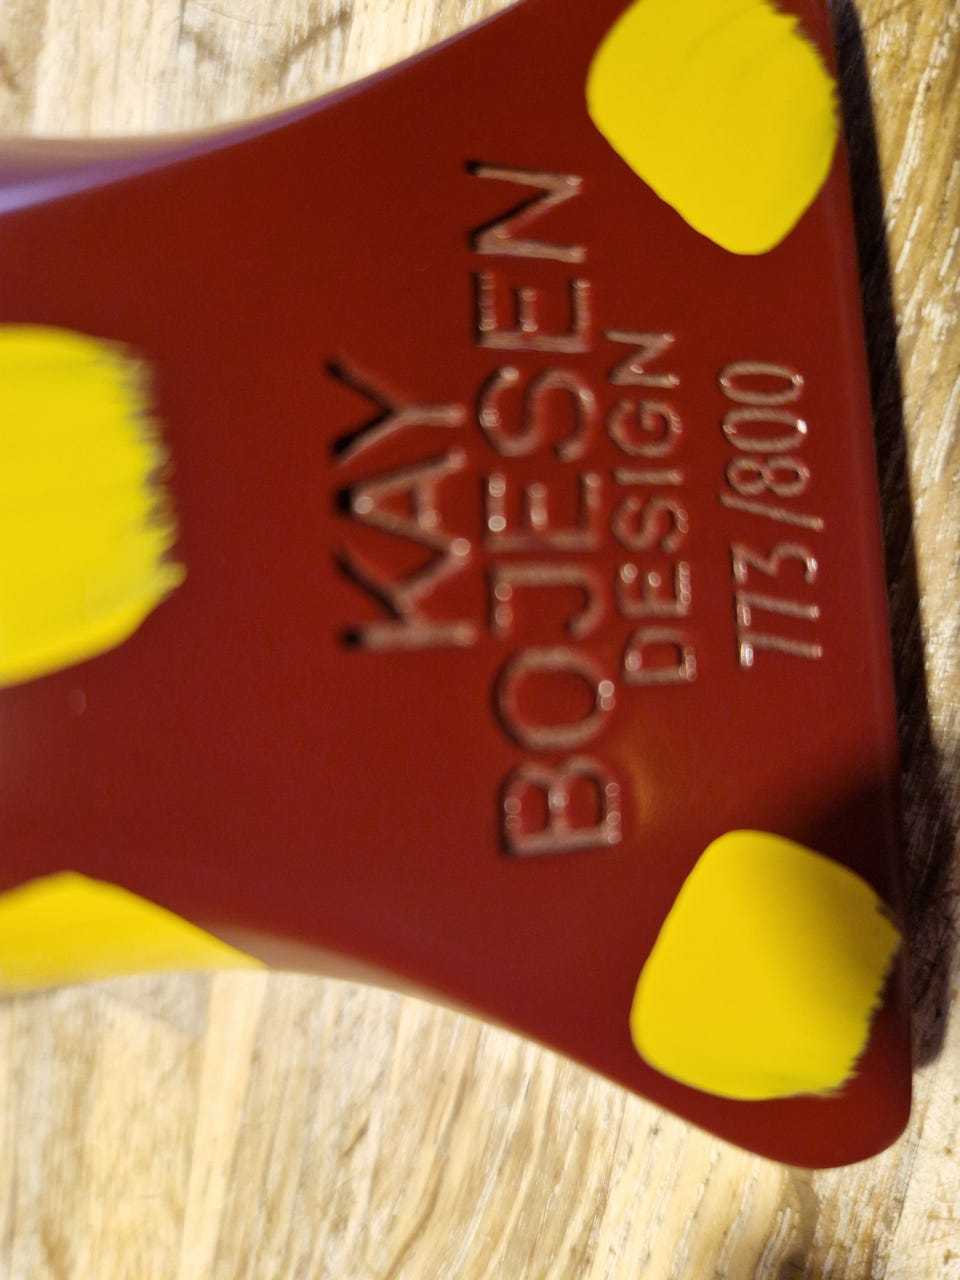 KAY
BOJESEN
DESIGN
773/800